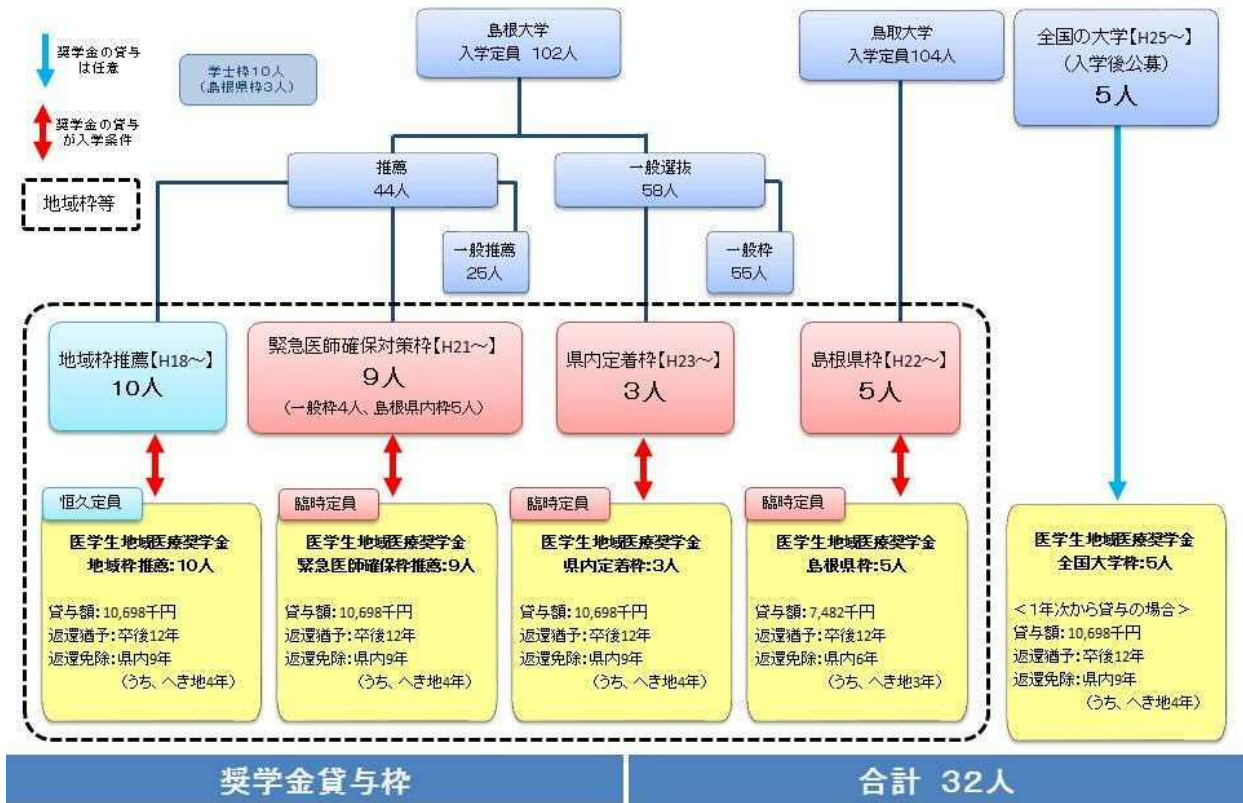 奨学金の貸与
は任意
奨学金の貸与
が入学条件
地域枠等
学士枠10人
(島根県枠3人)
島根大学
入学定員 102人
鳥取大学
入学定員104人
全国の大学【H25～】
(入学後公募)
5人
推薦
44人
一般選抜
58人
一般推薦
25人
一般枠
55人
地域枠推薦【H18～】
10人
緊急医師確保対策枠【H21～】
9人
(一般枠4人、島根県内枠5人)
県内定着枠【H23～】
3人
島根県枠【H22～】
5人
恒久定員
医学生地域医療奨学金
地域枠推薦:10人
貸与額:10,698千円
返還猶予:卒後12年
返還免除:県内9年
(うち、へき地4年)
臨時定員
医学生地域医療奨学金
緊急医師確保枠推薦:9人
貸与額:10,698千円
返還猶予:卒後12年
返還免除:県内9年
(うち、へき地4年)
臨時定員
医学生地域医療奨学金
県内定着枠:3人
貸与額:10,698千円
返還猶予:卒後12年
返還免除:県内9年
(うち、へき地4年)
臨時定員
医学生地域医療奨学金
島根県枠:5人
貸与額:7,482千円
返還猶予:卒後12年
返還免除:県内6年
(うち、へき地3年)
医学生地域医療奨学金
全国大学枠:5人
＜1年次から貸与の場合＞
貸与額:10,698千円
返還猶予:卒後12年
返還免除:県内9年
(うち、へき地4年)
奨学金貸与枠
合計 32人